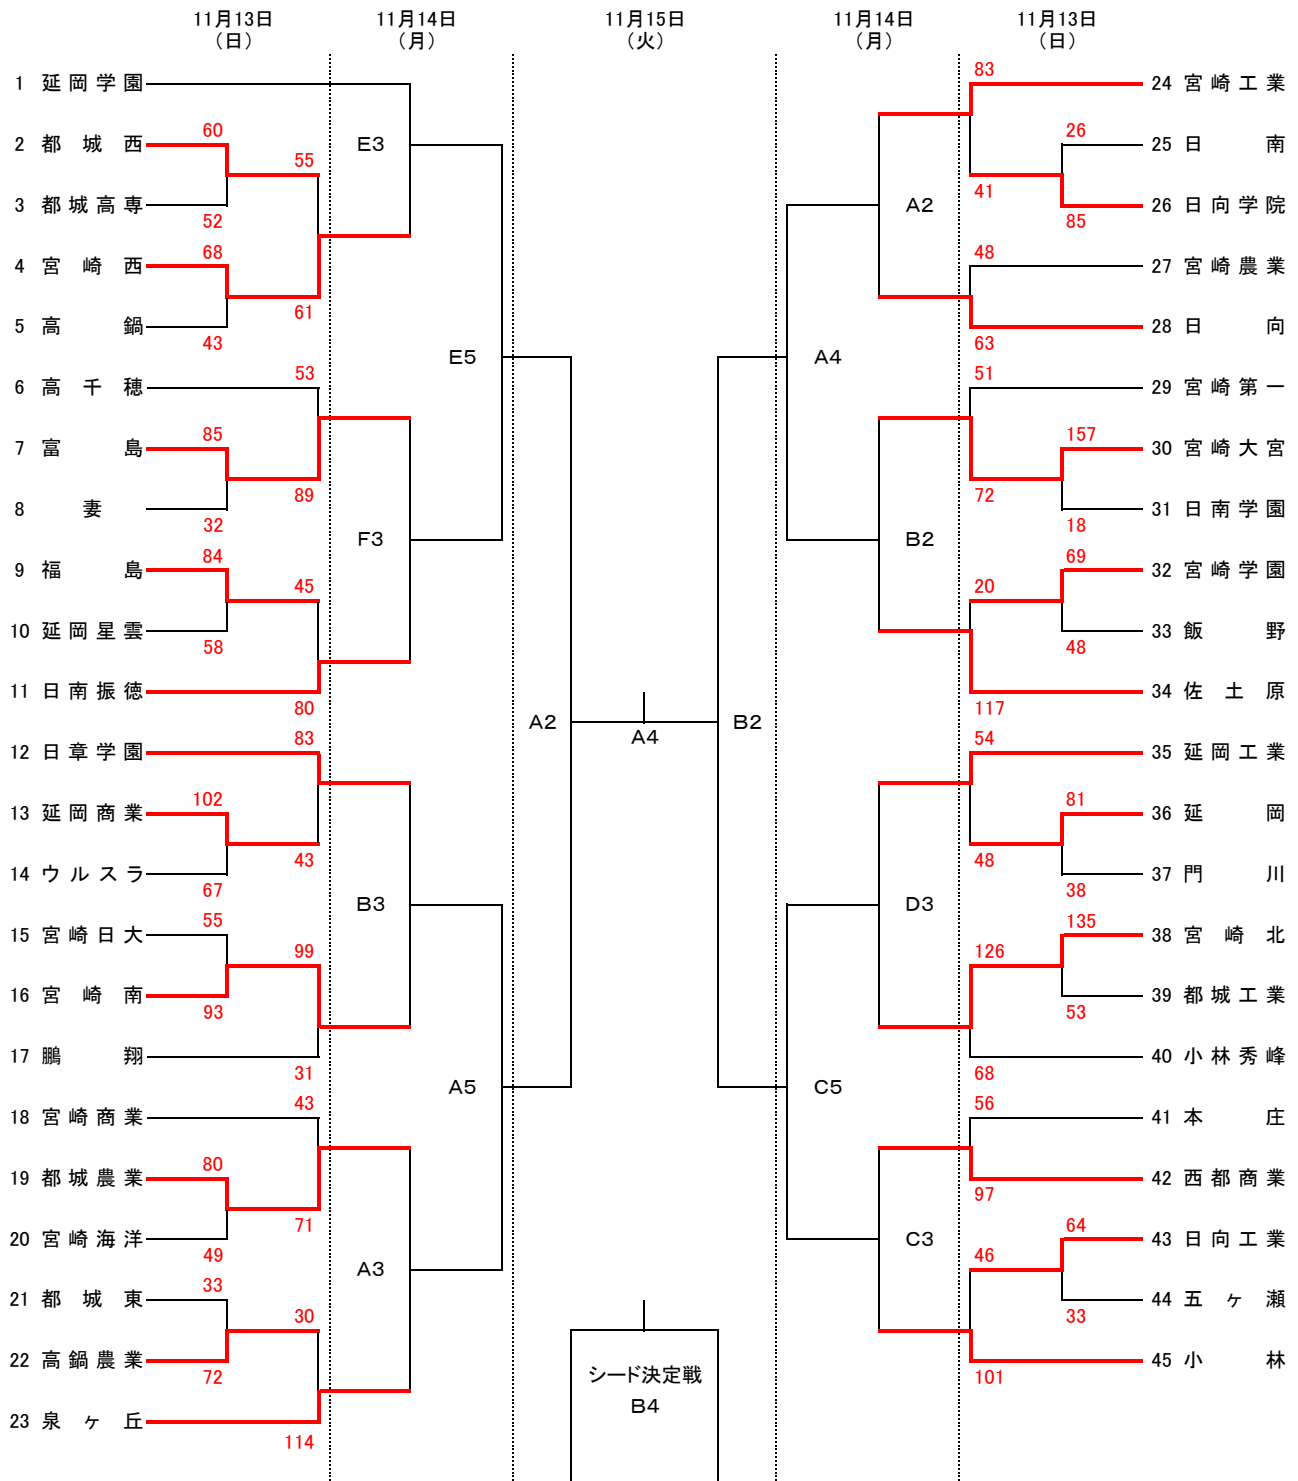 11月13日 11月14日 11月15日 11月14日 11月13日
（日） （月） （火） （月） （日）
83
1 延岡学園 24 宮崎工業
60 26
2 都城西 E3 25 日南
55
41
3 都城高専 A2 26 日向学院
52 85
68 48
4 宮崎西 27 宮崎農業
61
5 高鍋 28 日向
43 63
E5 A4
53 51
6 高千穂 29 宮崎第一
85 157
7 富島 30 宮崎大宮
89 72
8 妻 31 日南学園
32 18
F3 B2
84 69
9 福島 32 宮崎学園
45 20
10 延岡星雲 33 飯野
58 48
11 日南振徳 34 佐土原
80 117
A2 A4 B2
83 54
12 日章学園 35 延岡工業
102 81
13 延岡商業 36 延岡
43 48
14 ウルスラ 37 門川
67 38
B3 D3
55 135
15 宮崎日大 38 宮崎北
99 126
16 宮崎南 39 都城工業
93 53
17 鵬翔 40 小林秀峰
31 68
A5 C5
43 56
18 宮崎商業 41 本庄
80
19 都城農業 42 西都商業
71 97
64
20 宮崎海洋 C3 43 日向工業
49 46
A3
33
21 都城東 44 五ヶ瀬
30 33
22 高鍋農業 45 小林
72 シード決定戦 101
B4
23 泉ヶ丘
114